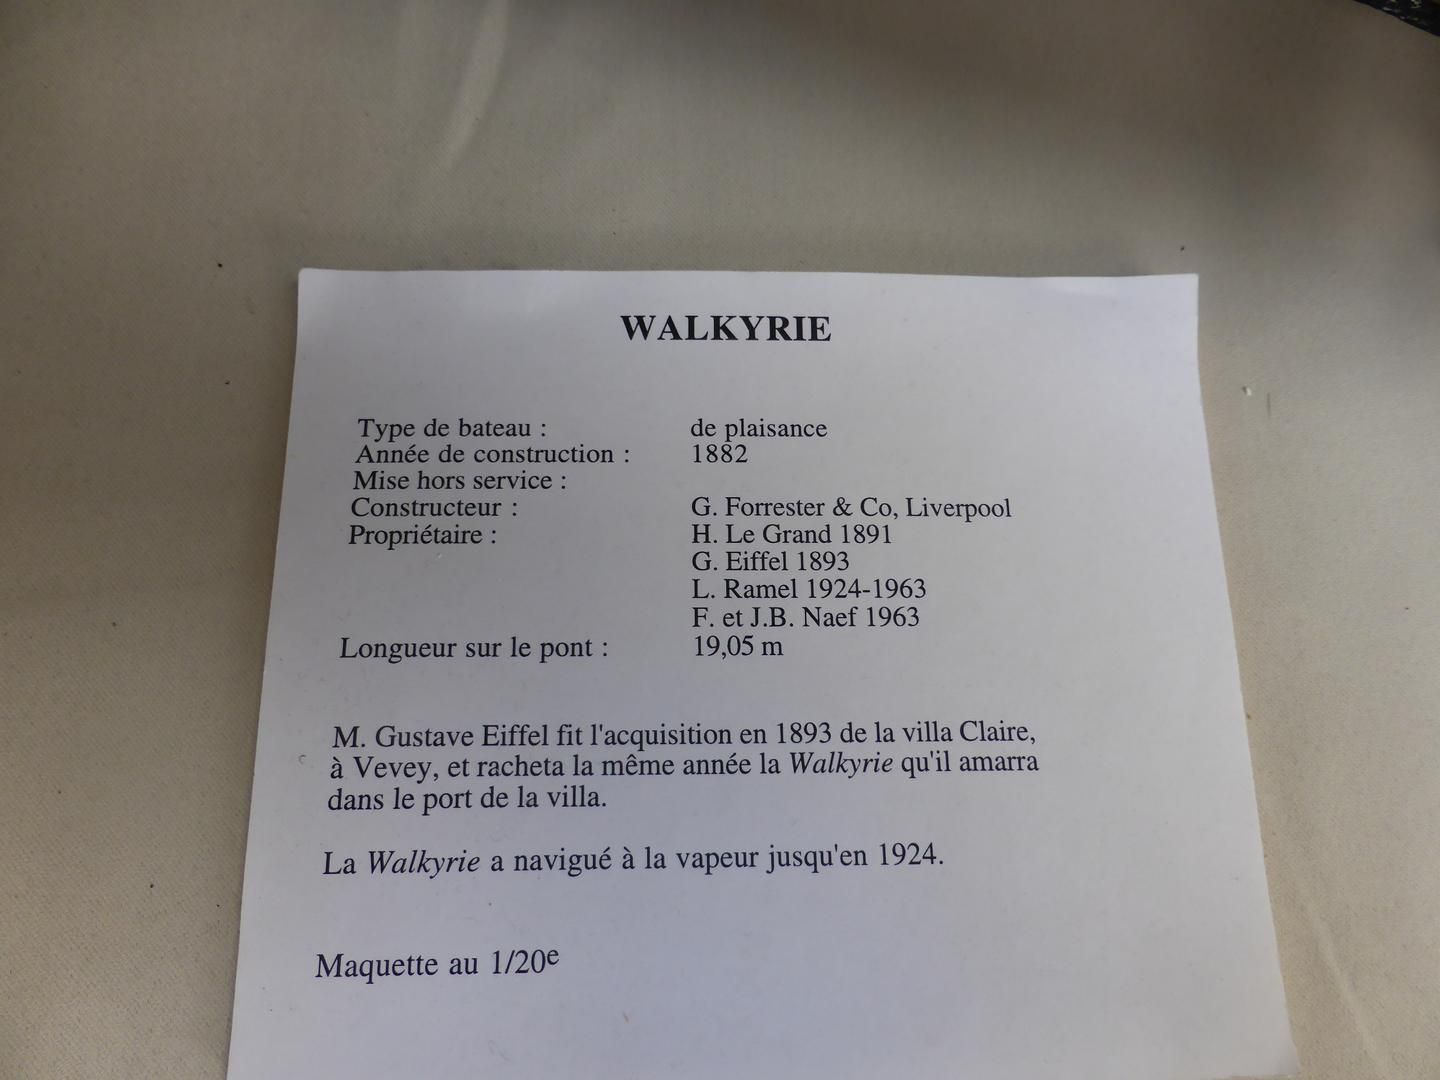 WALKYRIE
Type de bateau : de plaisance
Année de construction : 1882
Mise hors service :
Constructeur : G. Forrester & Co, Liverpool
Propriétaire : H. Le Grand 1891
G. Eiffel 1893
L. Ramel 1924-1963
F. et J.B. Naef 1963
Longueur sur le pont : 19,05 m
M. Gustave Eiffel fit l'acquisition en 1893 de la villa Claire,
à Vevey, et racheta la même année la Walkyrie qu'il amarra
dans le port de la villa.
La Walkyrie a navigué à la vapeur jusqu'en 1924.
Maquette au 1/20e